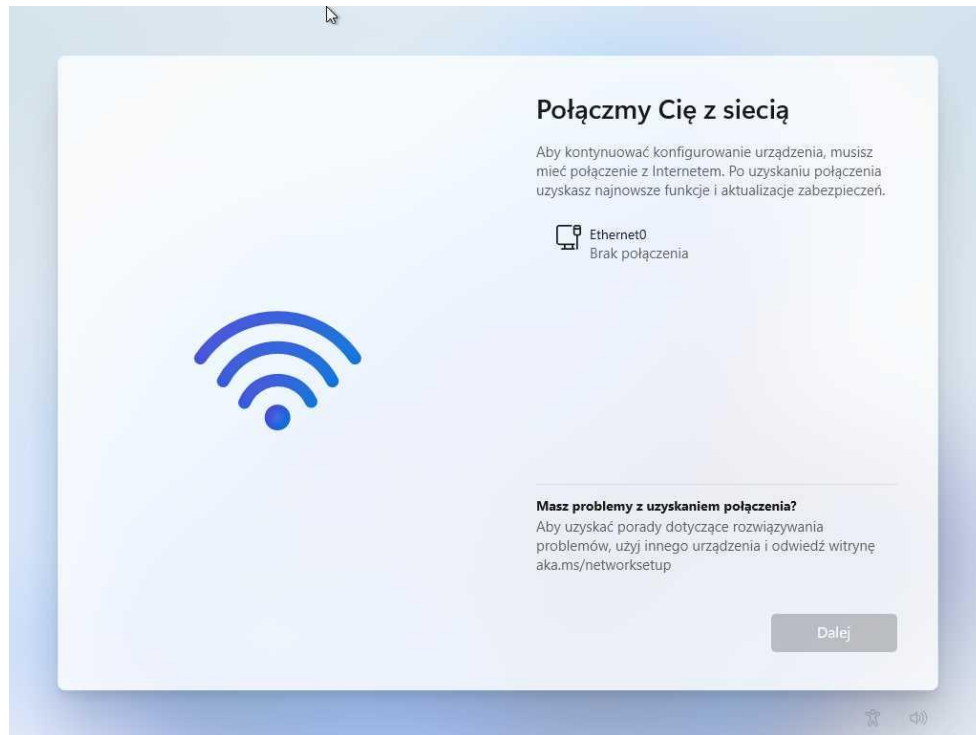 Połączmy Cię z siecią
Aby kontynuować konfigurowanie urządzenia, musisz
mieć połączenie z Internetem. Po uzyskaniu połączenia
uzyskasz najnowsze funkcje i aktualizacje zabezpieczeń.
Ethernet0
Brak połączenia
Masz problemy z uzyskaniem połączenia?
Aby uzyskać porady dotyczące rozwiązywania
problemów, użyj innego urządzenia i odwiedź witrynę
aka.ms/networksetup
Dalej